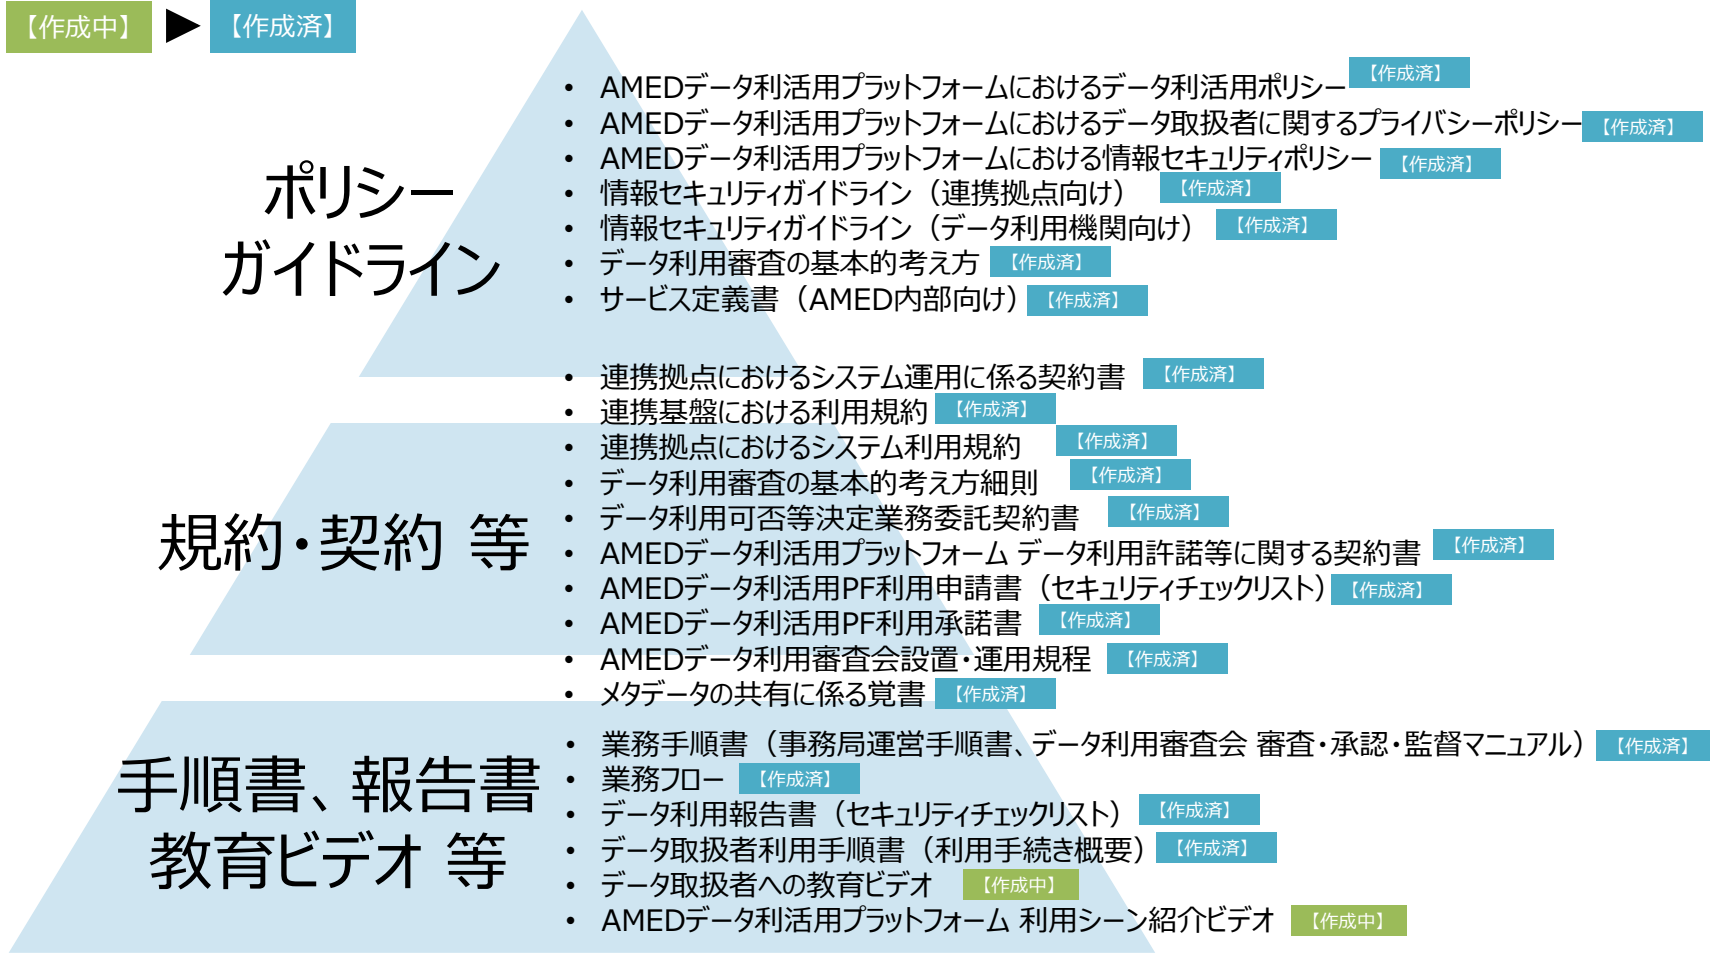 【作成中】 ▶ 【作成済】
ポリシー
ガイドライン
• AMEDデータ利活用プラットフォームにおけるデータ利活用ポリシー 【作成済】
• AMEDデータ利活用プラットフォームにおけるデータ取扱者に関するプライバシーポリシー 【作成済】
• AMEDデータ利活用プラットフォームにおける情報セキュリティポリシー 【作成済】
• 情報セキュリティガイドライン（連携拠点向け） 【作成済】
• 情報セキュリティガイドライン（データ利用機関向け） 【作成済】
• データ利用審査の基本的考え方 【作成済】
• サービス定義書（AMED内部向け） 【作成済】
規約・契約 等
• 連携拠点におけるシステム運用に係る契約書 【作成済】
• 連携基盤における利用規約 【作成済】
• 連携拠点におけるシステム利用規約 【作成済】
• データ利用審査の基本的考え方細則 【作成済】
• データ利用可否等決定業務委託契約書 【作成済】
• AMEDデータ利活用プラットフォーム データ利用許諾等に関する契約書 【作成済】
• AMEDデータ利活用PF利用申請書（セキュリティチェックリスト） 【作成済】
• AMEDデータ利活用PF利用承諾書 【作成済】
• AMEDデータ利用審査会設置・運用規程 【作成済】
• メタデータの共有に係る覚書 【作成済】
手順書、報告書
教育ビデオ 等
• 業務手順書（事務局運営手順書、データ利用審査会 審査・承認・監督マニュアル） 【作成済】
• 業務フロー 【作成済】
• データ利用報告書（セキュリティチェックリスト） 【作成済】
• データ取扱者利用手順書（利用手続き概要） 【作成済】
• データ取扱者への教育ビデオ 【作成中】
• AMEDデータ利活用プラットフォーム 利用シーン紹介ビデオ 【作成中】